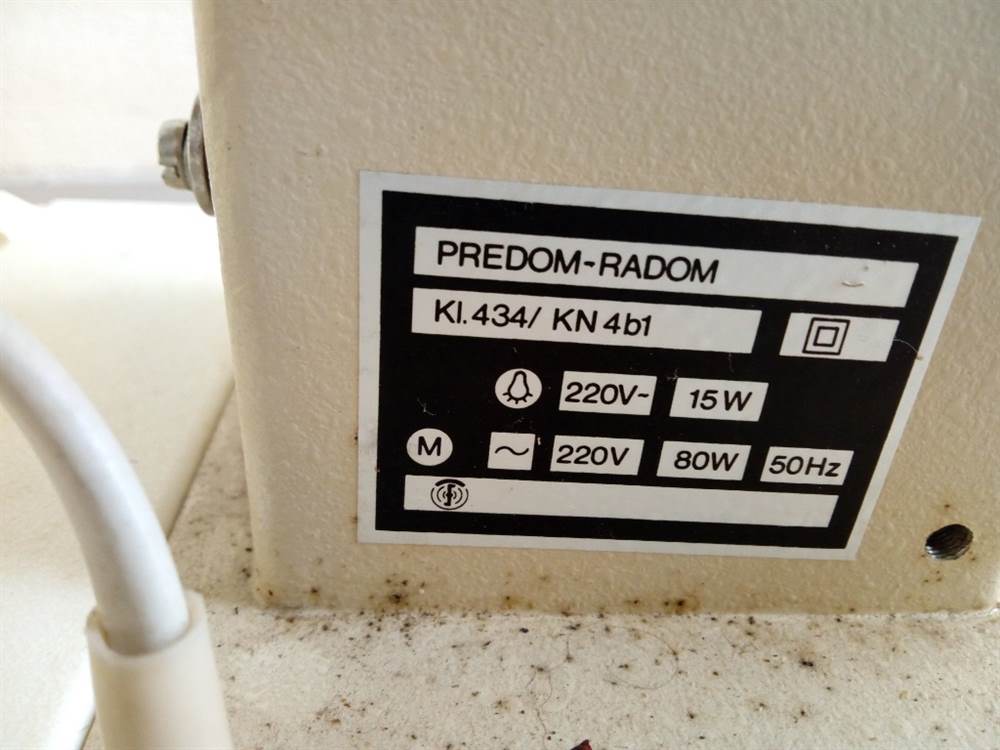 PREDOM-RADOM
Kl. 434/ KN 4b1
220V~ 15W
M ~ 220V 80W 50Hz